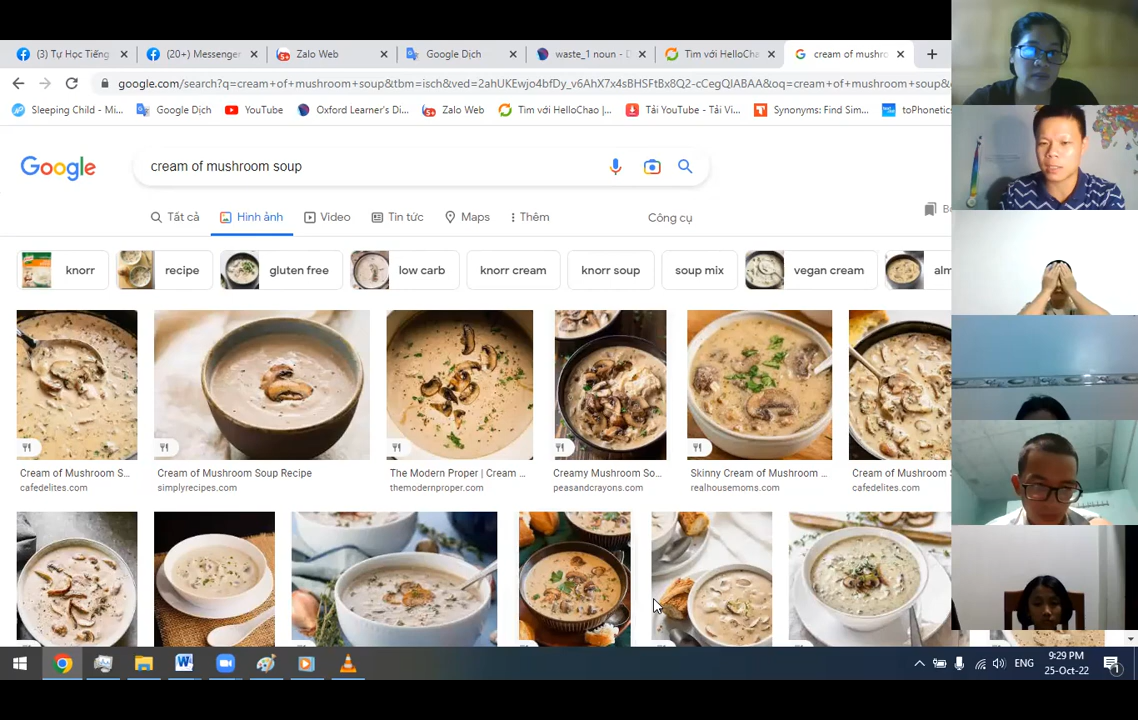 (3) Tự Học Tiếng
(20+) Messenger
Zalo Web
Google Dịch
waste_1 noun - D
Tìm với HelloCha
cream of mushro
google.com/search?q=cream+of+mushroom+soup&tbm=isch&ved=2ahUKEwjo4bfDy_v6AhX7x4sBHSFtBx8Q2-cCegQIABAA&oq=cream+of+mushroom+soup&
Sleeping Child - Mi...
Google Dịch
YouTube
Oxford Learner's Di...
Zalo Web
Tìm với HelloChao |...
Tải YouTube - Tải Vi...
Synonyms: Find Sim...
toPhonetics
Google
cream of mushroom soup
Tất cả
Hình ảnh
Video
Tin tức
Maps
Thêm
Công cụ
knorr
recipe
gluten free
low carb
knorr cream
knorr soup
soup mix
vegan cream
alm
Cream of Mushroom S...
cafedelites.com
Cream of Mushroom Soup Recipe
simplyrecipes.com
The Modern Proper | Cream ...
themodernproper.com
Creamy Mushroom So...
peasandcrayons.com
Skinny Cream of Mushroom ...
realhousemoms.com
Cream of Mushroom S
cafedelites.com
ENG
9:29 PM
25-Oct-22
1